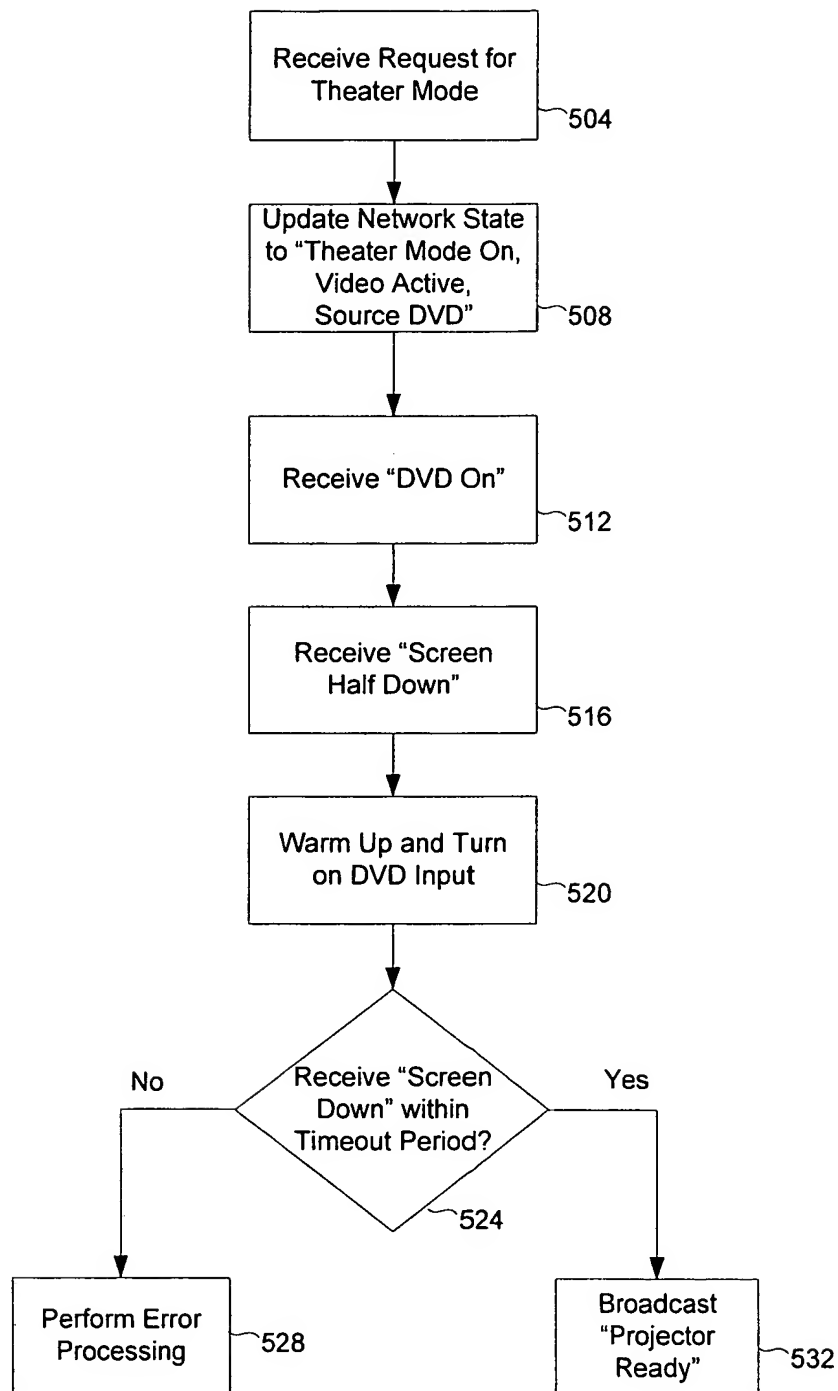 Receive Request for
Theater Mode
504
Update Network State
to “Theater Mode On,
Video Active,
Source DVD”
508
Receive “DVD On”
512
Receive “Screen
Half Down”
516
Warm Up and Turn
on DVD Input
520
No
Receive “Screen
Down” within
Timeout Period?
Yes
524
Perform Error
Processing
528
Broadcast
“Projector
Ready”
532